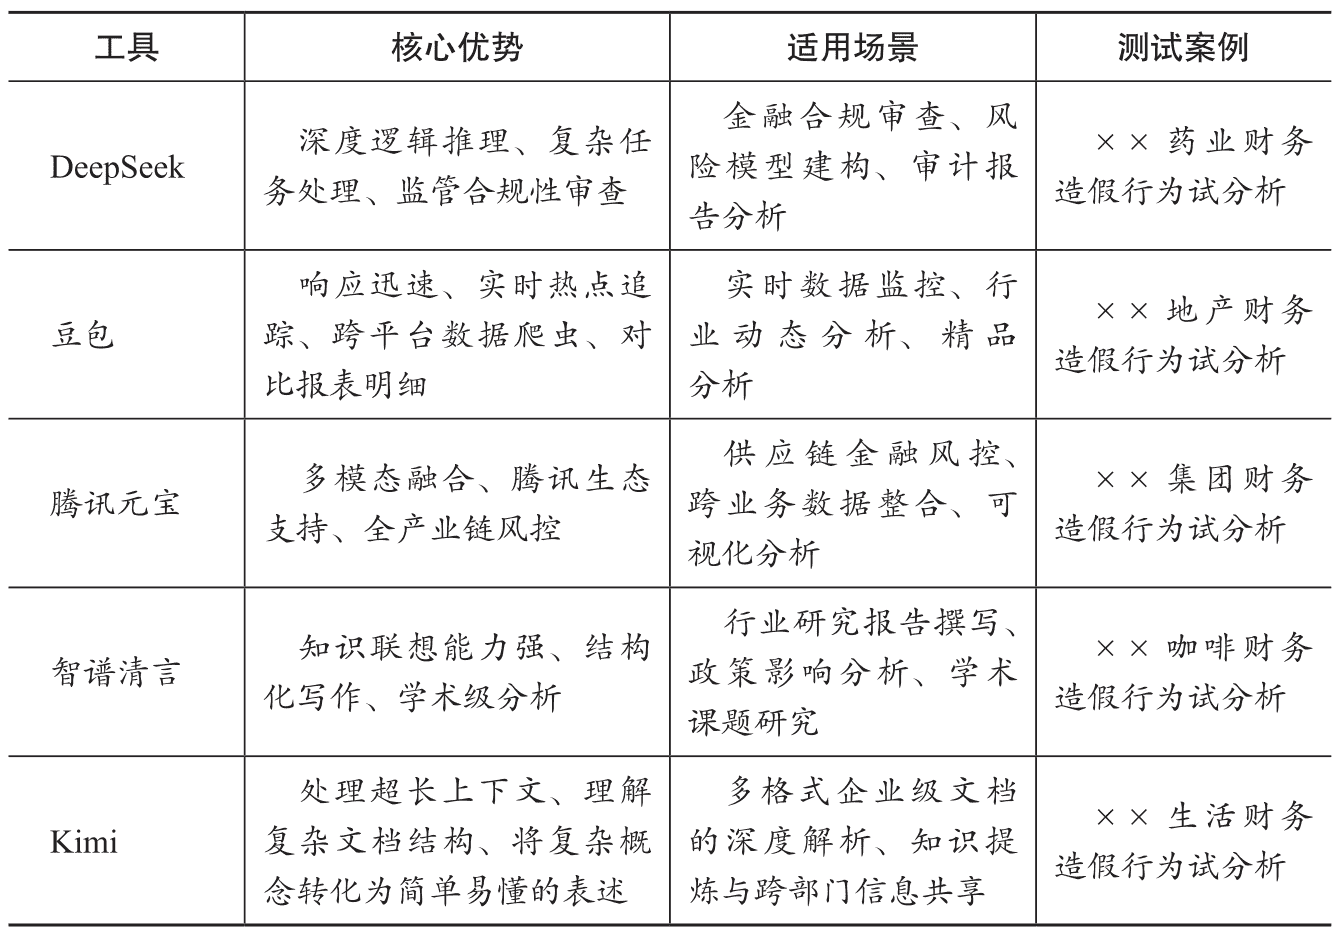 工具 核心优势 适用场景 测试案例
DeepSeek
深度逻辑推理、复杂任
务处理、监管合规性审查
金融合规审查、风
险模型建构、审计报
告分析
××药业财务
造假行为试分析
豆包
响应迅速、实时热点追
踪、跨平台数据爬虫、对
比报表明细
实时数据监控、行
业动态分析、精品
分析
××地产财务
造假行为试分析
腾讯元宝
多模态融合、腾讯生态
支持、全产业链风控
供应链金融风控、
跨业务数据整合、可
视化分析
××集团财务
造假行为试分析
智谱清言
知识联想能力强、结构
化写作、学术级分析
行业研究报告撰写、
政策影响分析、学术
课题研究
××咖啡财务
造假行为试分析
Kimi
处理超长上下文、理解
复杂文档结构、将复杂概
念转化为简单易懂的表述
多格式企业级文档
的深度解析、知识提
炼与跨部门信息共享
××生活财务
造假行为试分析